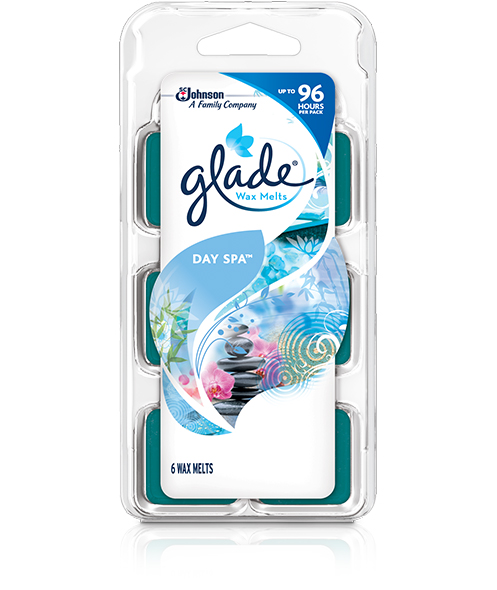 SC Johnson
A Family Company
UP TO 96
HOURS
PER PACK
glade®
Wax Melts
DAY SPA™
6 WAX MELTS